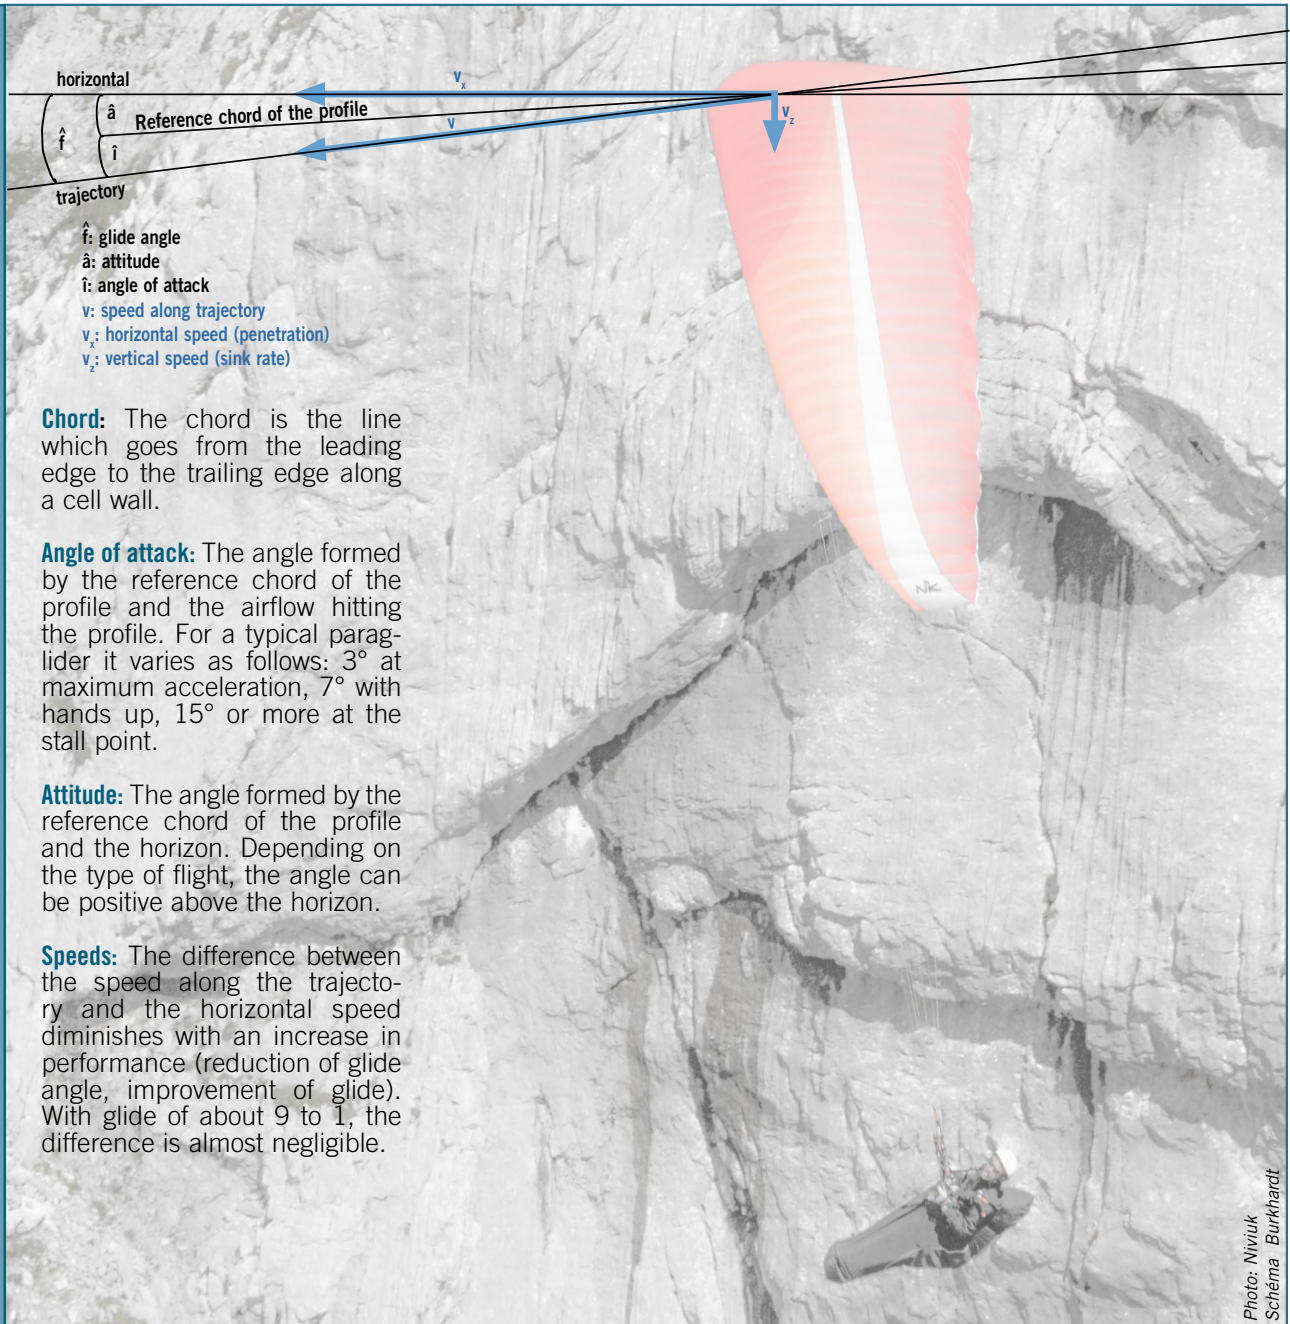 horizontal
v_x
â
Reference chord of the profile
v
v_z
f̂
î
trajectory
f̂: glide angle
â: attitude
î: angle of attack
v: speed along trajectory
v_x: horizontal speed (penetration)
v_z: vertical speed (sink rate)
Chord: The chord is the line
which goes from the leading
edge to the trailing edge along
a cell wall.
Angle of attack: The angle formed
by the reference chord of the
profile and the airflow hitting
the profile. For a typical parag-
lider it varies as follows: 3° at
maximum acceleration, 7° with
hands up, 15° or more at the
stall point.
Attitude: The angle formed by the
reference chord of the profile
and the horizon. Depending on
the type of flight, the angle can
be positive above the horizon.
Speeds: The difference between
the speed along the trajecto-
ry and the horizontal speed
diminishes with an increase in
performance (reduction of glide
angle, improvement of glide).
With glide of about 9 to 1, the
difference is almost negligible.
NK
Photo: Niviuk
Schéma Burkhardt